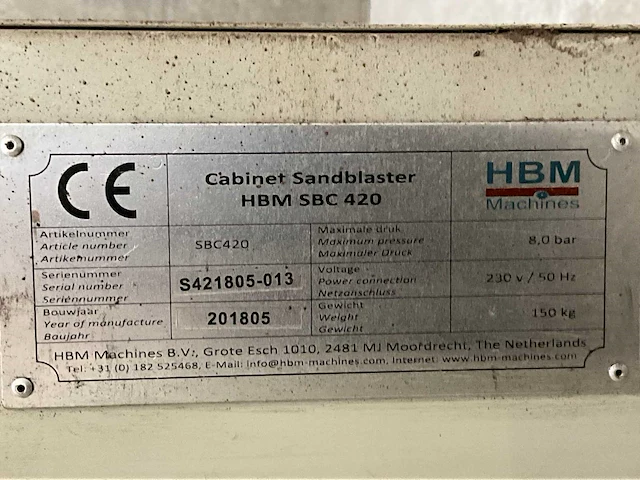 CE
Cabinet Sandblaster
HBM SBC 420
HBM
Machines
Artikelnummer
Article number
Artikelnummer
SBC420
Maximale druk
Maximum pressure
Maximaler Druck
8,0 bar
Serienummer
Serial number
Seriennummer
S421805-013
Voltage
Power connection
Netzanschluss
230 v / 50 Hz
Bouwjaar
Year of manufacture
Baujahr
201805
Gewicht
Weight
Gewicht
150 kg
HBM Machines B.V., Grote Esch 1010, 2481 MJ Moordrecht, The Netherlands
Tel: +31 (0) 182 525468, E-Mail: info@hbm-machines.com, Internet: www.hbm-machines.com